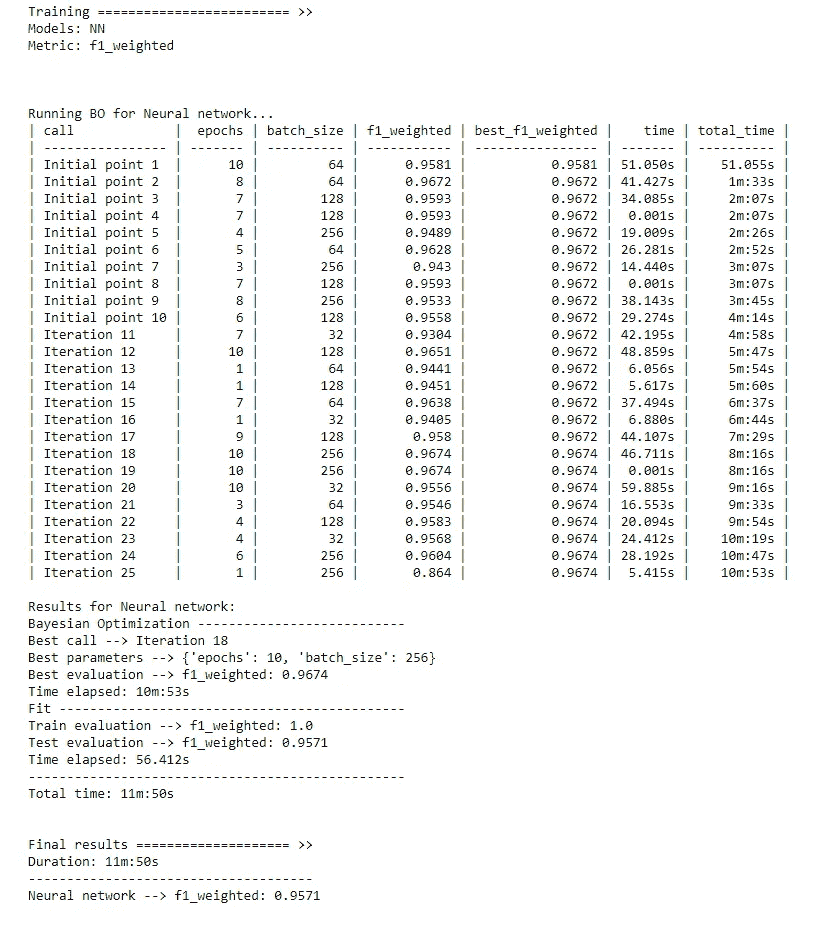 Training ========================= >>
Models: NN
Metric: f1_weighted
Running BO for Neural network...
| call             |  epochs | batch_size | f1_weighted | best_f1_weighted |    time | total_time |
| ---------------- | ------- | ---------- | ----------- | ---------------- | ------- | ---------- |
| Initial point 1  |      10 |         64 |      0.9581 |           0.9581 | 51.050s |    51.055s |
| Initial point 2  |       8 |         64 |      0.9672 |           0.9672 | 41.427s |     1m:33s |
| Initial point 3  |       7 |        128 |      0.9593 |           0.9672 | 34.085s |     2m:07s |
| Initial point 4  |       7 |        128 |      0.9593 |           0.9672 |  0.001s |     2m:07s |
| Initial point 5  |       4 |        256 |      0.9489 |           0.9672 | 19.009s |     2m:26s |
| Initial point 6  |       5 |         64 |      0.9628 |           0.9672 | 26.281s |     2m:52s |
| Initial point 7  |       3 |        256 |       0.943 |           0.9672 | 14.440s |     3m:07s |
| Initial point 8  |       7 |        128 |      0.9593 |           0.9672 |  0.001s |     3m:07s |
| Initial point 9  |       8 |        256 |      0.9533 |           0.9672 | 38.143s |     3m:45s |
| Initial point 10 |       6 |        128 |      0.9558 |           0.9672 | 29.274s |     4m:14s |
| Iteration 11     |       7 |         32 |      0.9304 |           0.9672 | 42.195s |     4m:58s |
| Iteration 12     |      10 |        128 |      0.9651 |           0.9672 | 48.859s |     5m:47s |
| Iteration 13     |       1 |         64 |      0.9441 |           0.9672 |  6.056s |     5m:54s |
| Iteration 14     |       1 |        128 |      0.9451 |           0.9672 |  5.617s |     5m:60s |
| Iteration 15     |       7 |         64 |      0.9638 |           0.9672 | 37.494s |     6m:37s |
| Iteration 16     |       1 |         32 |      0.9405 |           0.9672 |  6.880s |     6m:44s |
| Iteration 17     |       9 |        128 |       0.958 |           0.9672 | 44.107s |     7m:29s |
| Iteration 18     |      10 |        256 |      0.9674 |           0.9674 | 46.711s |     8m:16s |
| Iteration 19     |      10 |        256 |      0.9674 |           0.9674 |  0.001s |     8m:16s |
| Iteration 20     |      10 |         32 |      0.9556 |           0.9674 | 59.885s |     9m:16s |
| Iteration 21     |       3 |         64 |      0.9546 |           0.9674 | 16.553s |     9m:33s |
| Iteration 22     |       4 |        128 |      0.9583 |           0.9674 | 20.094s |     9m:54s |
| Iteration 23     |       4 |         32 |      0.9568 |           0.9674 | 24.412s |    10m:19s |
| Iteration 24     |       6 |        256 |      0.9604 |           0.9674 | 28.192s |    10m:47s |
| Iteration 25     |       1 |        256 |       0.864 |           0.9674 |  5.415s |    10m:53s |
Results for Neural network:
Bayesian Optimization ---------------------------
Best call --> Iteration 18
Best parameters --> {'epochs': 10, 'batch_size': 256}
Best evaluation --> f1_weighted: 0.9674
Time elapsed: 10m:53s
Fit ---------------------------------------------
Train evaluation --> f1_weighted: 1.0
Test evaluation --> f1_weighted: 0.9571
Time elapsed: 56.412s
-------------------------------------------------
Total time: 11m:50s
Final results ==================== >>
Duration: 11m:50s
-------------------------------------
Neural network --> f1_weighted: 0.9571